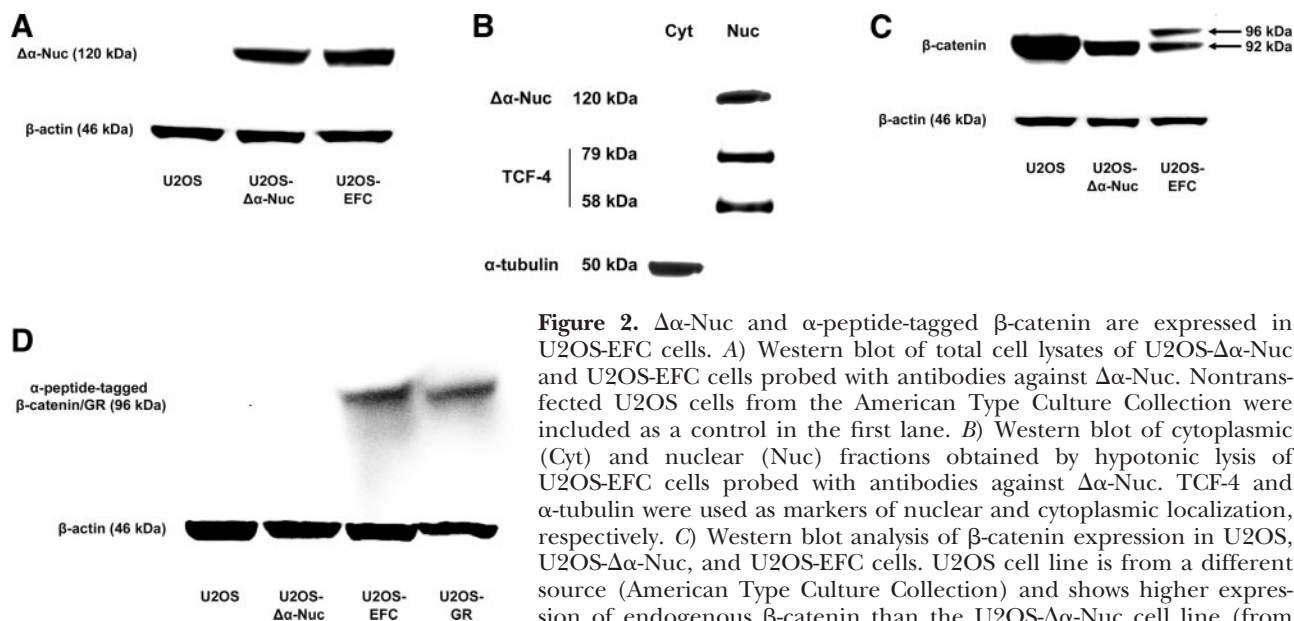 A
Δα-Nuc (120 kDa)
β-actin (46 kDa)
U2OS
U2OS-
Δα-Nuc
U2OS-
EFC
B
Cyt Nuc
Δα-Nuc 120 kDa
79 kDa
TCF-4
58 kDa
α-tubulin 50 kDa
C
β-catenin
96 kDa
92 kDa
β-actin (46 kDa)
U2OS
U2OS-
Δα-Nuc
U2OS-
EFC
D
α-peptide-tagged
β-catenin/GR (96 kDa)
β-actin (46 kDa)
U2OS
U2OS-
Δα-Nuc
U2OS-
EFC
U2OS-
GR
Figure 2. Δα-Nuc and α-peptide-tagged β-catenin are expressed in
U2OS-EFC cells. A) Western blot of total cell lysates of U2OS-Δα-Nuc
and U2OS-EFC cells probed with antibodies against Δα-Nuc. Nontrans-
fected U2OS cells from the American Type Culture Collection were
included as a control in the first lane. B) Western blot of cytoplasmic
(Cyt) and nuclear (Nuc) fractions obtained by hypotonic lysis of
U2OS-EFC cells probed with antibodies against Δα-Nuc. TCF-4 and
α-tubulin were used as markers of nuclear and cytoplasmic localization,
respectively. C) Western blot analysis of β-catenin expression in U2OS,
U2OS-Δα-Nuc, and U2OS-EFC cells. U2OS cell line is from a different
source (American Type Culture Collection) and shows higher expres-
sion of endogenous β-catenin than the U2OS-Δα-Nuc cell line (from